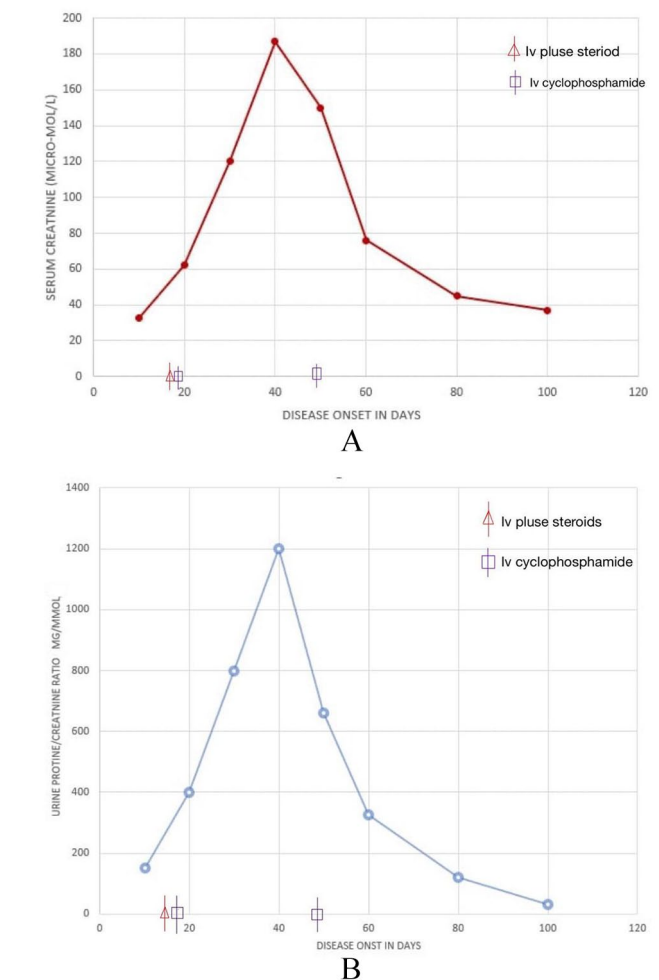 200
180
Iv pluse steriod
160
Iv cyclophosphamide
140
120
100
80
60
40
20
0
SERUM CREATNINE (MICRO-MOL/L)
0 20 40 60 80 100 120
DISEASE ONSET IN DAYS
A
1400
Iv pluse steroids
1200
Iv cyclophosphamide
1000
800
600
400
200
0
URINE PROTINE/CREATNINE RATIO MG/MMOL
0 20 40 60 80 100 120
DISEASE ONST IN DAYS
B